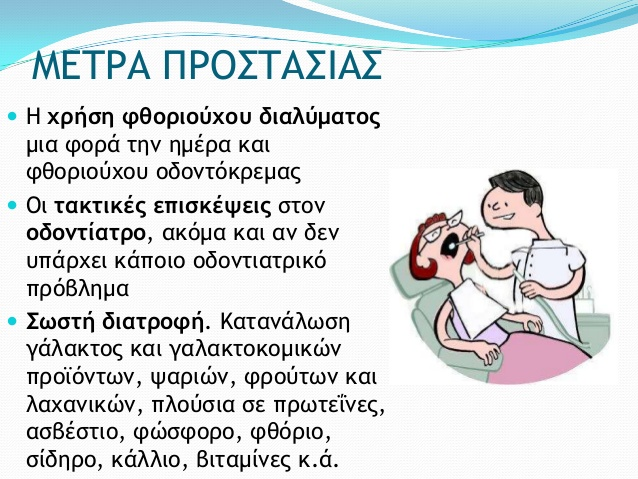 ΜΕΤΡΑ ΠΡΟΣΤΑΣΙΑΣ
• Η χρήση φθοριούχου διαλύματος
μια φορά την ημέρα και
φθοριούχου οδοντόκρεμας
• Οι τακτικές επισκέψεις στον
οδοντίατρο, ακόμα και αν δεν
υπάρχει κάποιο οδοντιατρικό
πρόβλημα
• Σωστή διατροφή. Κατανάλωση
γάλακτος και γαλακτοκομικών
προϊόντων, ψαριών, φρούτων και
λαχανικών, πλούσια σε πρωτεΐνες,
ασβέστιο, φώσφορο, φθόριο,
σίδηρο, κάλλιο, βιταμίνες κ.ά.